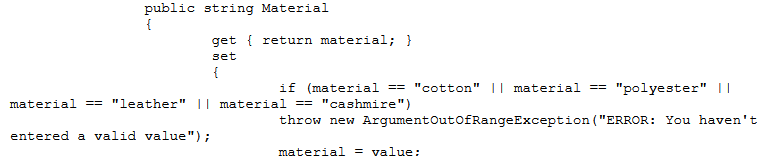 public string Material
{
get { return material; }
set
{
if (material == "cotton" || material == "polyester" ||
material == "leather" || material == "cashmire")
throw new ArgumentOutOfRangeException("ERROR: You haven't
entered a valid value");
material = value;